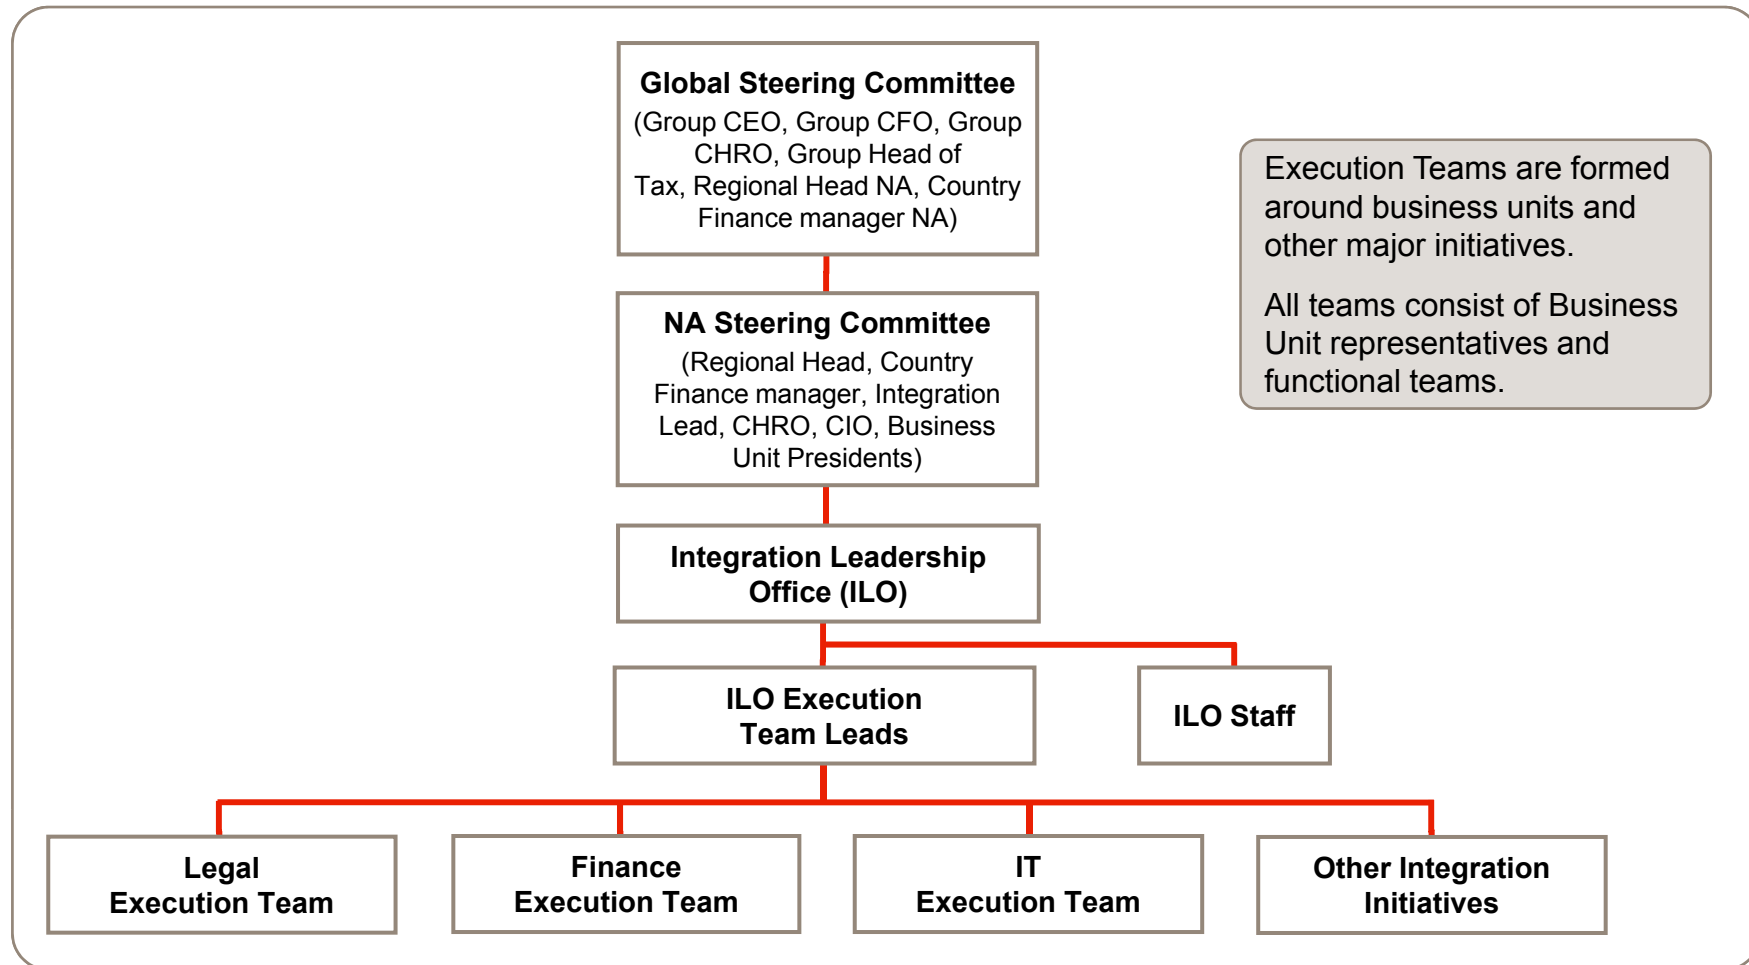 Global Steering Committee
(Group CEO, Group CFO, Group
CHRO, Group Head of
Tax, Regional Head NA, Country
Finance manager NA)
Execution Teams are formed
around business units and
other major initiatives.
All teams consist of Business
Unit representatives and
functional teams.
NA Steering Committee
(Regional Head, Country
Finance manager, Integration
Lead, CHRO, CIO, Business
Unit Presidents)
Integration Leadership
Office (ILO)
ILO Execution
Team Leads
ILO Staff
Legal
Execution Team
Finance
Execution Team
IT
Execution Team
Other Integration
Initiatives